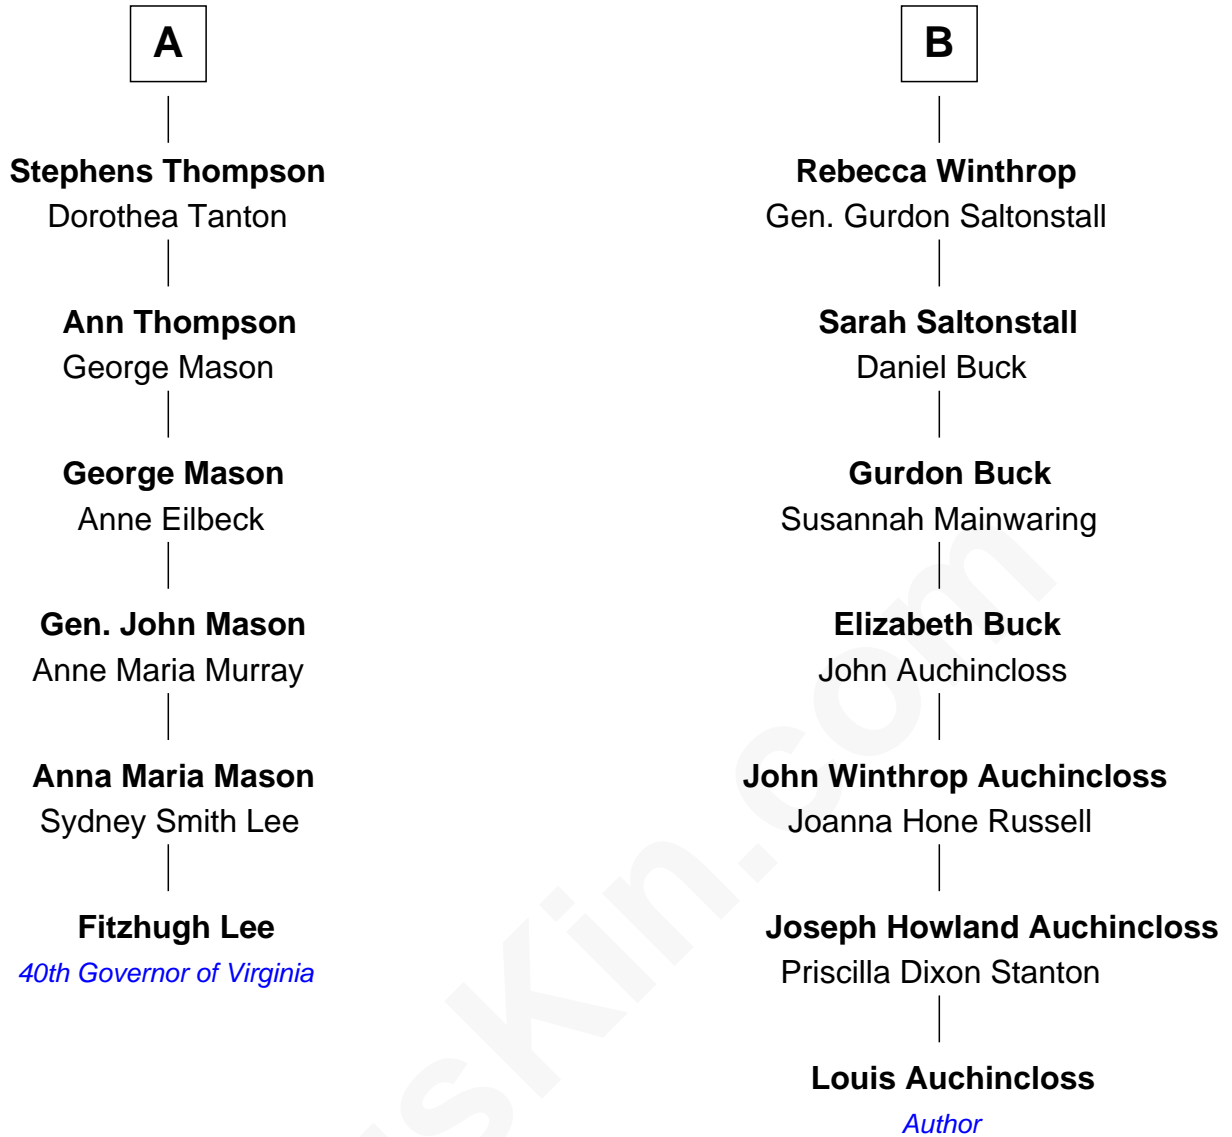 A
Stephens Thompson
Dorothea Tanton
Ann Thompson
George Mason
George Mason
Anne Eilbeck
Gen. John Mason
Anne Maria Murray
Anna Maria Mason
Sydney Smith Lee
Fitzhugh Lee
40th Governor of Virginia
B
Rebecca Winthrop
Gen. Gurdon Saltonstall
Sarah Saltonstall
Daniel Buck
Gurdon Buck
Susannah Mainwaring
Elizabeth Buck
John Auchincloss
John Winthrop Auchincloss
Joanna Hone Russell
Joseph Howland Auchincloss
Priscilla Dixon Stanton
Louis Auchincloss
Author